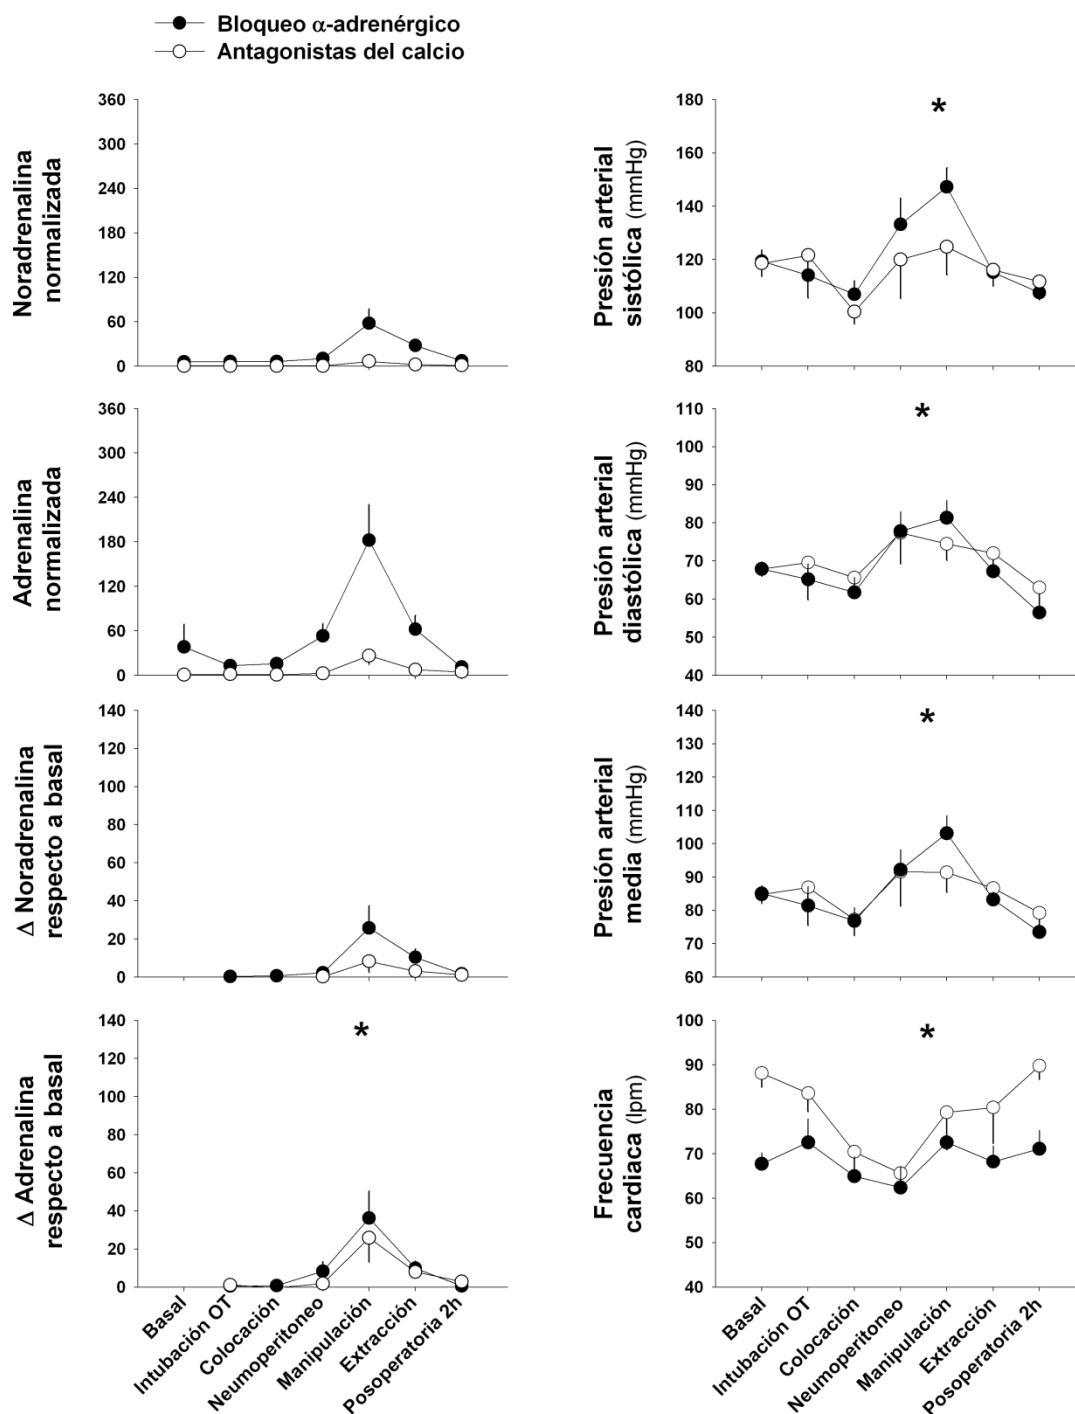 Bloqueo α-adrenérgico
Antagonistas del calcio
Noradrenalina
normalizada
360
300
240
180
120
60
0
Presión arterial
sistólica (mmHg)
180
160
140
120
100
80
*
Adrenalina
normalizada
360
300
240
180
120
60
0
Presión arterial
diastólica (mmHg)
110
100
90
80
70
60
50
40
*
Δ Noradrenalina
respecto a basal
140
120
100
80
60
40
20
0
Presión arterial
media (mmHg)
140
130
120
110
100
90
80
70
60
*
Δ Adrenalina
respecto a basal
140
120
100
80
60
40
20
0
*
Basal
Intubación OT
Colocación
Neumoperitoneo
Manipulación
Extracción
Posoperatoria 2h
Frecuencia
cardiaca (lpm)
100
90
80
70
60
50
40
*
Basal
Intubación OT
Colocación
Neumoperitoneo
Manipulación
Extracción
Posoperatoria 2h